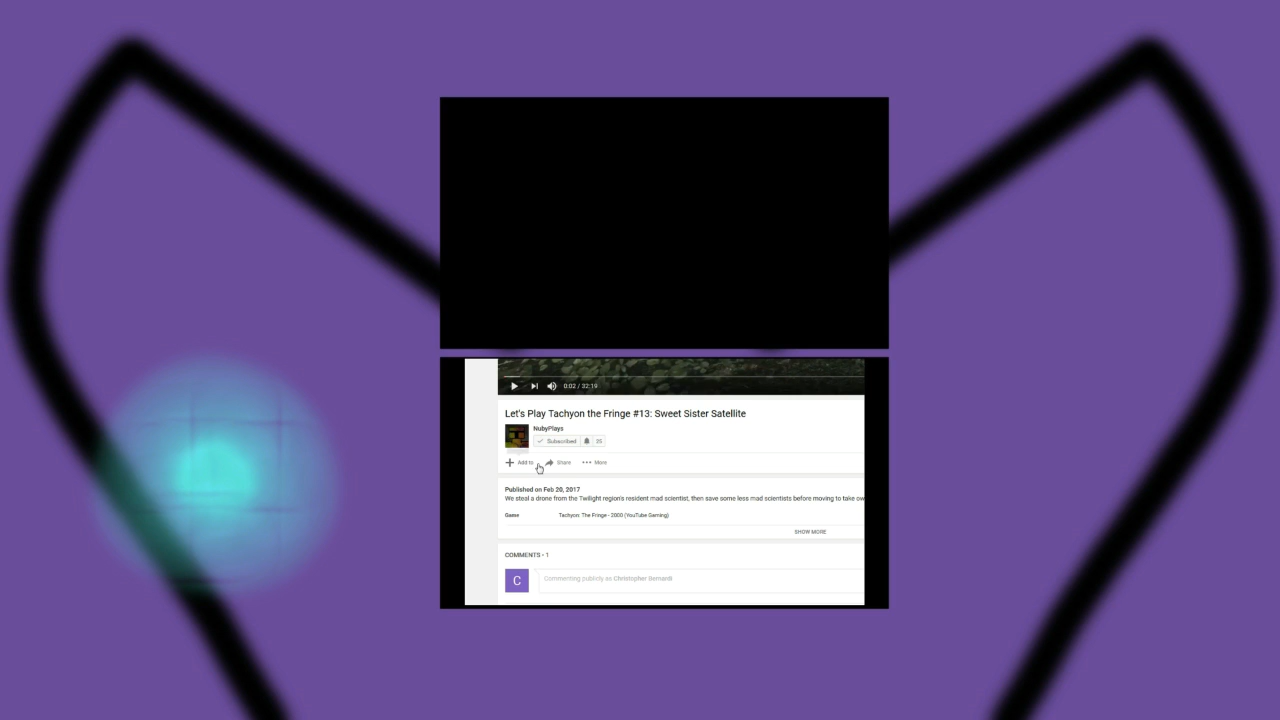 0:02 / 32:19
Let's Play Tachyon the Fringe #13: Sweet Sister Satellite
NubyPlays
Subscribed 35
Add to Share More
Published on Feb 20, 2017
We steal a drone from the Twilight region's resident mad scientist, then save some less mad scientists before moving to take ow
Game Tachyon: The Fringe - 2000 (YouTube Gaming)
SHOW MORE
COMMENTS • 1
C
Commenting publicly as Christopher Bernardi